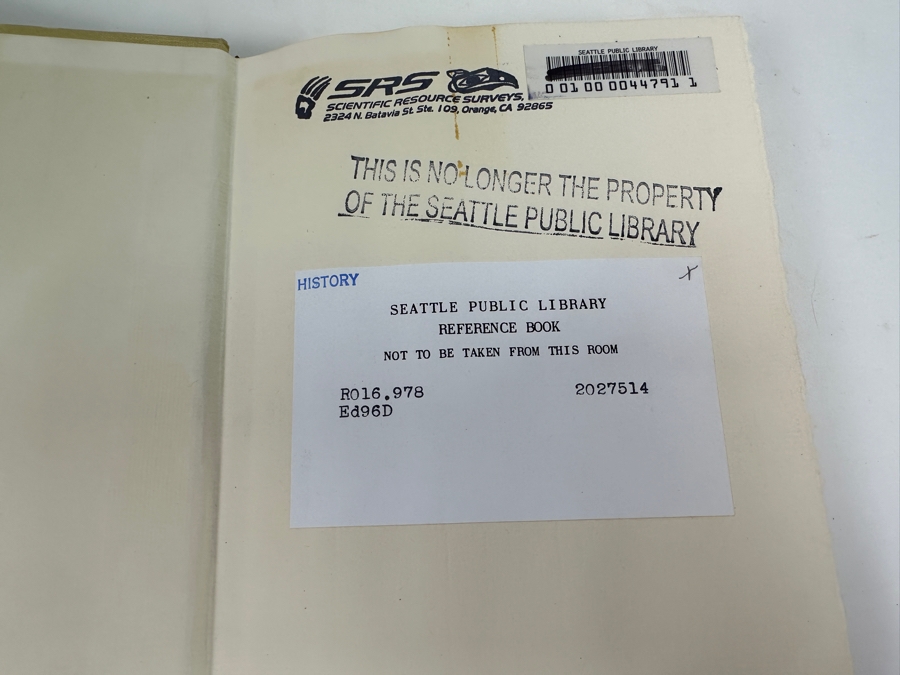 SRS
SEATTLE PUBLIC LIBRARY
0 01 00 0044791 1
SCIENTIFIC RESOURCE SURVEYS,
2324 N. Batavia St. Ste. 109, Orange, CA 92865
THIS IS NO LONGER THE PROPERTY
OF THE SEATTLE PUBLIC LIBRARY
HISTORY
SEATTLE PUBLIC LIBRARY
REFERENCE BOOK
NOT TO BE TAKEN FROM THIS ROOM
R016.978 2027514
Ed96D